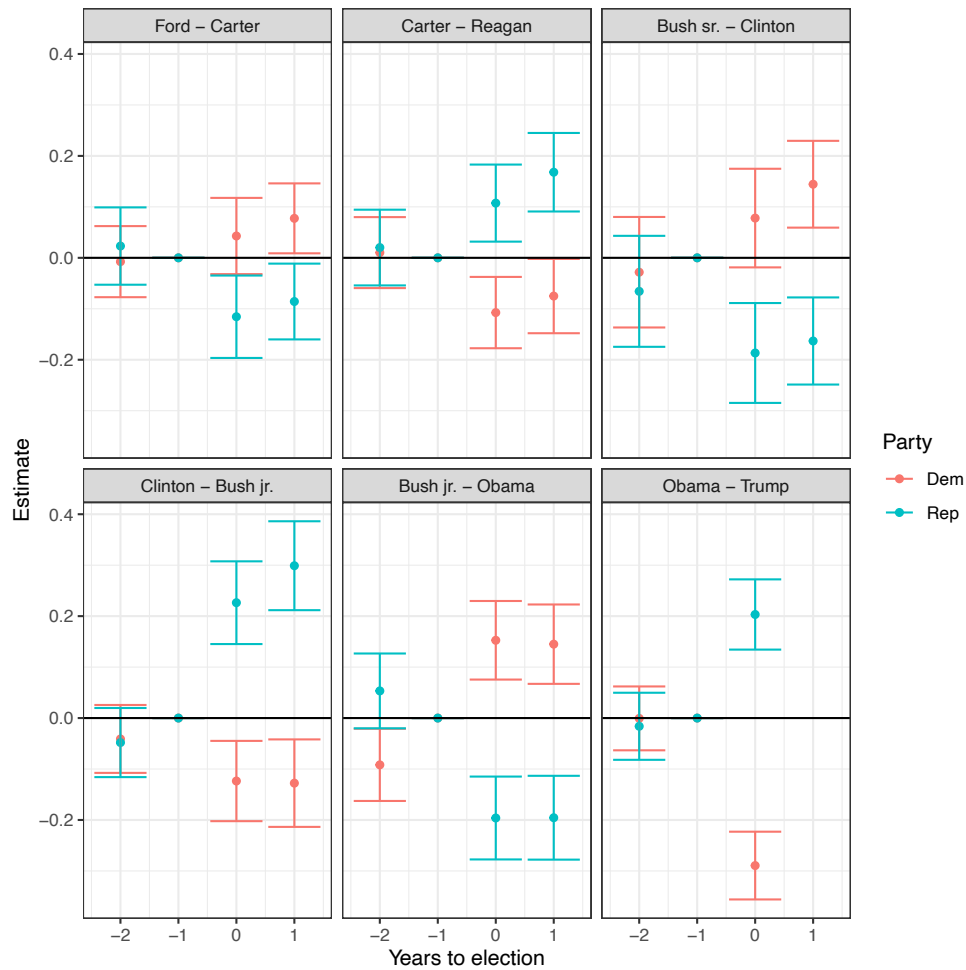 Ford − Carter
Carter − Reagan
Bush sr. − Clinton
0.4
0.2
0.0
−0.2
Clinton − Bush jr.
Bush jr. − Obama
Obama − Trump
0.4
0.2
0.0
−0.2
−2 −1 0 1
−2 −1 0 1
−2 −1 0 1
Years to election
Estimate
Party
Dem
Rep